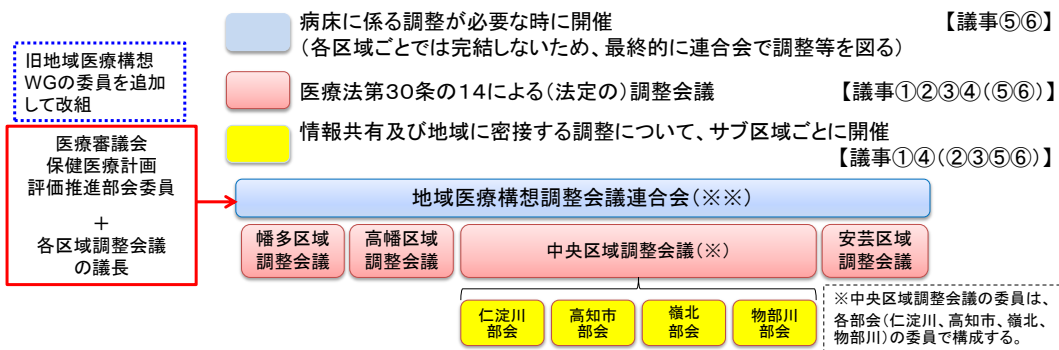 病床に係る調整が必要な時に開催 【議事⑤⑥】
(各区域ごとでは完結しないため、最終的に連合会で調整等を図る)
旧地域医療構想
WGの委員を追加
して改組
医療法第30条の14による(法定の)調整会議 【議事①②③④(⑤⑥)】
情報共有及び地域に密接する調整について、サブ区域ごとに開催
【議事①④(②③⑤⑥)】
医療審議会
保健医療計画
評価推進部会委員
+
各区域調整会議
の議長
地域医療構想調整会議連合会(※※)
幡多区域
調整会議
高幡区域
調整会議
中央区域調整会議(※)
安芸区域
調整会議
仁淀川
部会
高知市
部会
嶺北
部会
物部川
部会
※中央区域調整会議の委員は、
各部会(仁淀川、高知市、嶺北、
物部川)の委員で構成する。